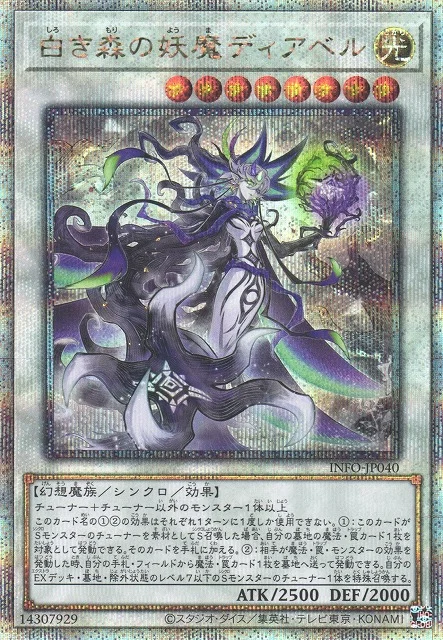 白き森の妖魔ディアベル
光
INFO-JP040
【幻想魔族／シンクロ／効果】
チューナー＋チューナー以外のモンスター1体以上
このカード名の①②の効果はそれぞれ1ターンに1度しか使用できない。①：このカードが
Sモンスターのチューナーを素材としてS召喚した場合、自分の墓地の魔法・罠カード1枚を
対象として発動できる。そのカードを手札に加える。②：相手が魔法・罠・モンスターの効果を
発動した時、自分の手札・フィールドから魔法・罠カード1枚を墓地へ送って発動できる。自分の
EXデッキ・墓地・除外状態のレベル7以下のSモンスターのチューナー1体を特殊召喚する。
ATK/2500 DEF/2000
14307929
©スタジオ・ダイス／集英社・テレビ東京・KONAMI